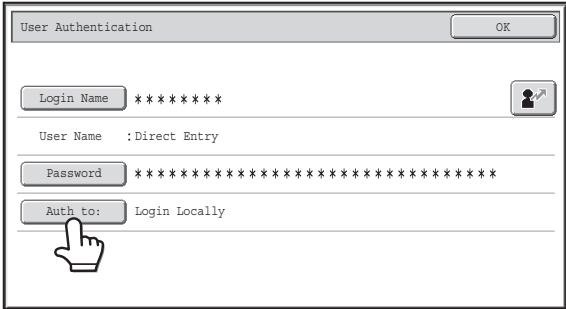 User Authentication OK
Login Name ********
User Name :Direct Entry
Password ********************************
Auth to: Login Locally